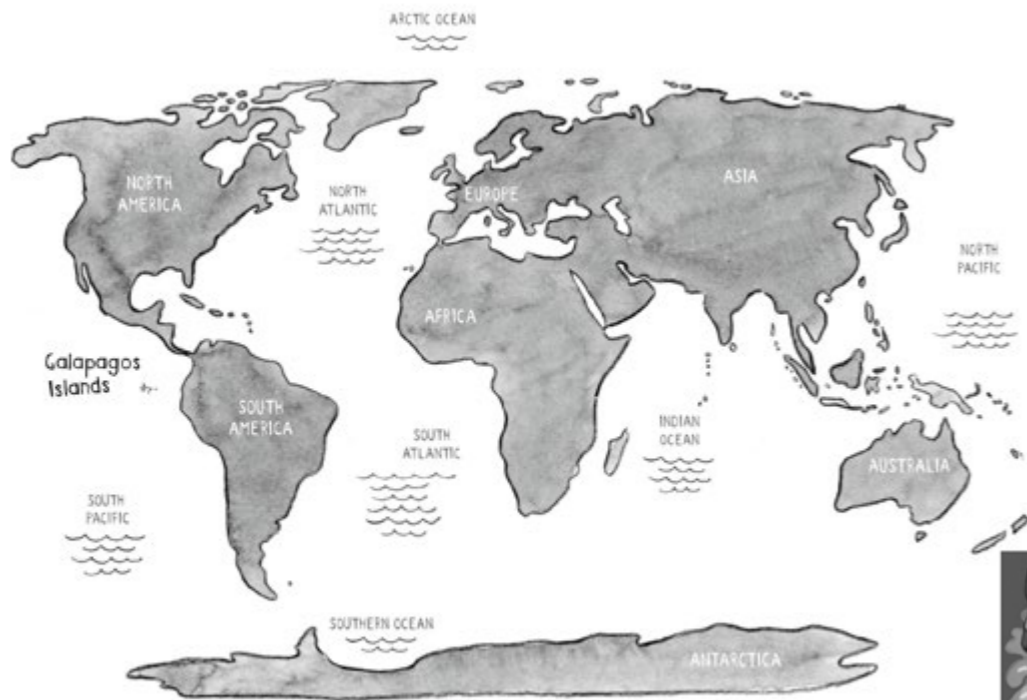 ARCTIC OCEAN
NORTH
AMERICA
NORTH
ATLANTIC
EUROPE
ASIA
NORTH
PACIFIC
AFRICA
Galapagos
Islands
SOUTH
AMERICA
SOUTH
ATLANTIC
INDIAN
OCEAN
AUSTRALIA
SOUTH
PACIFIC
SOUTHERN OCEAN
ANTARCTICA